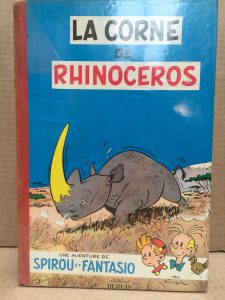 LA CORNE
DE
RHINOCEROS
UNE AVENTURE DE
SPIROU ET FANTASIO
DUPUIS